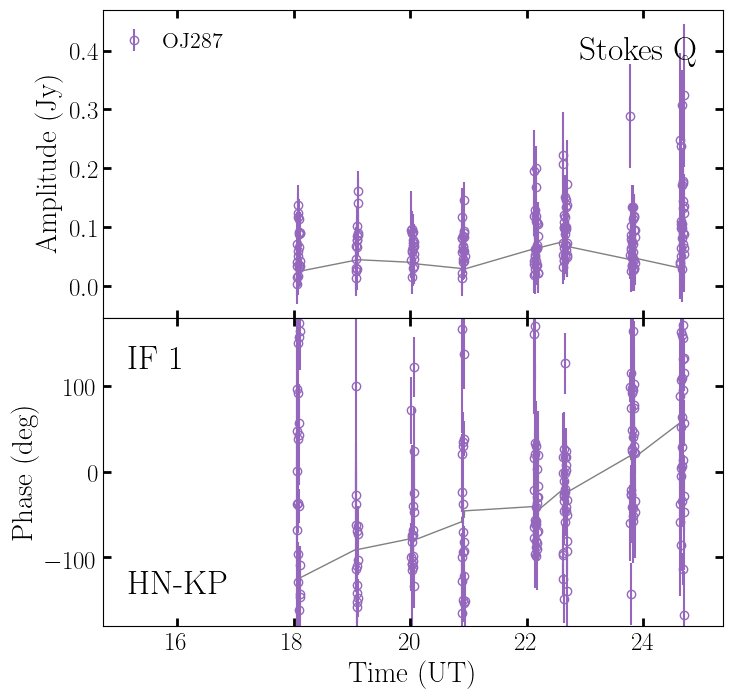 OJ287
Stokes Q
Amplitude (Jy)
0.4
0.3
0.2
0.1
0.0
IF 1
HN-KP
Phase (deg)
100
0
−100
16 18 20 22 24
Time (UT)